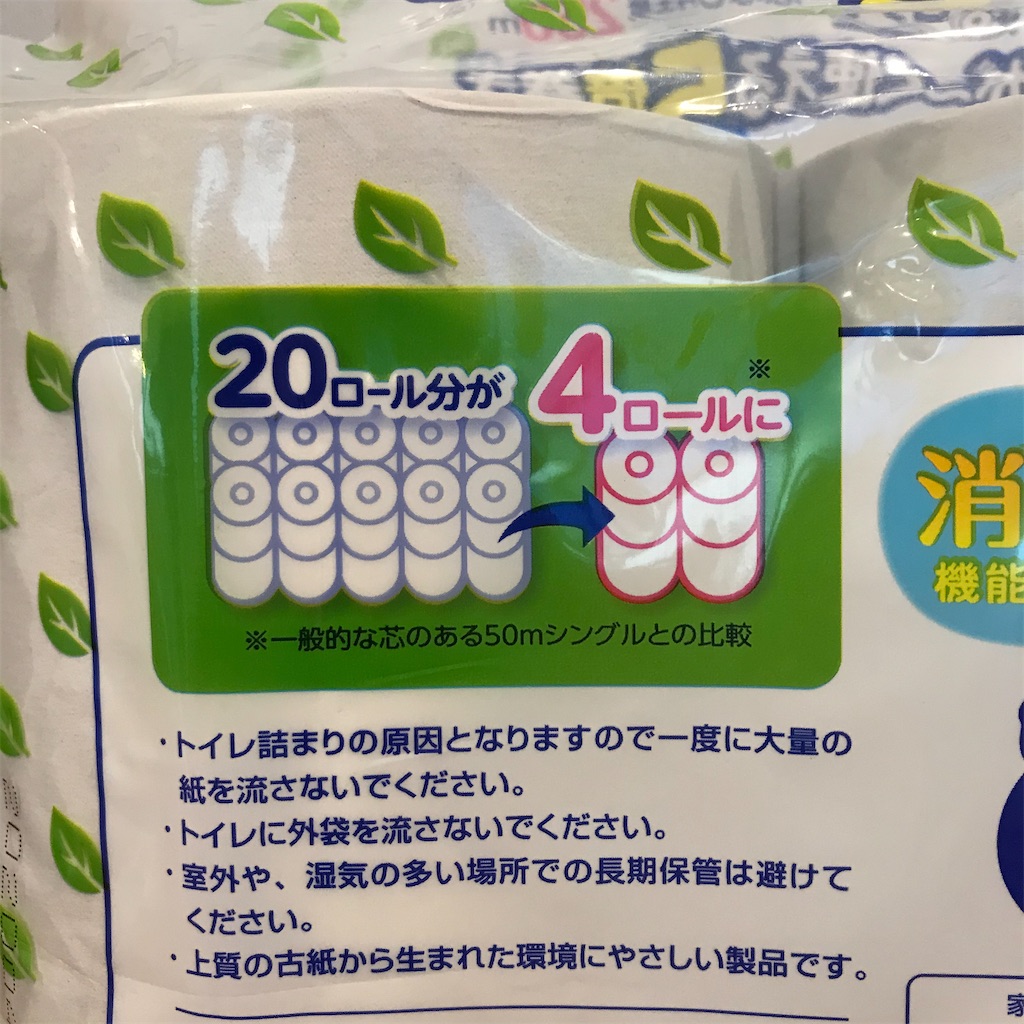 20ロール分が
4ロールに※
※一般的な芯のある50mシングルとの比較
消
機能
・トイレ詰まりの原因となりますので一度に大量の
紙を流さないでください。
・トイレに外袋を流さないでください。
・室外や、湿気の多い場所での長期保管は避けて
ください。
・上質の古紙から生まれた環境にやさしい製品です。
家